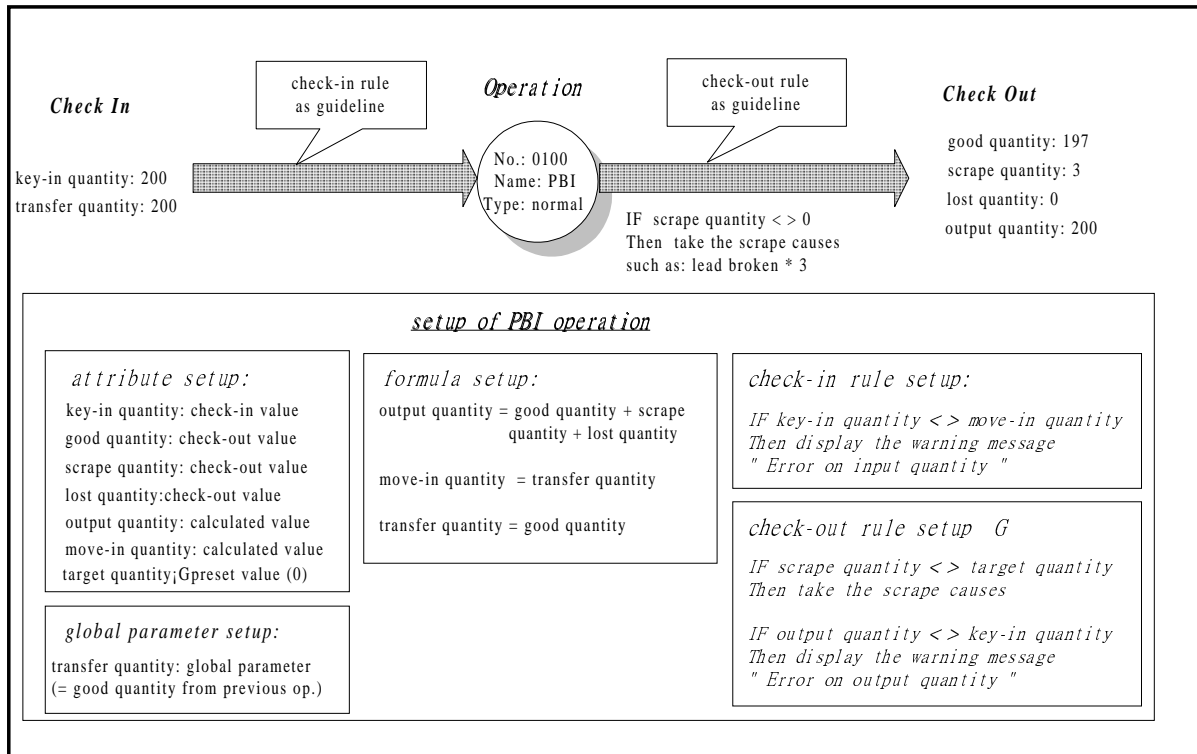 check-in rule
as guideline
Operation
check-out rule
as guideline
Check In
Check Out
key-in quantity: 200
transfer quantity: 200
No.: 0100
Name: PBI
Type: normal
good quantity: 197
scrape quantity: 3
lost quantity: 0
output quantity: 200
IF scrape quantity < > 0
Then take the scrape causes
such as: lead broken * 3
setup of PBI operation
attribute setup:
key-in quantity: check-in value
good quantity: check-out value
scrape quantity: check-out value
lost quantity:check-out value
output quantity: calculated value
move-in quantity: calculated value
target quantity¡Gpreset value (0)
global parameter setup:
transfer quantity: global parameter
(= good quantity from previous op.)
formula setup:
output quantity = good quantity + scrape
quantity + lost quantity
move-in quantity = transfer quantity
transfer quantity = good quantity
check-in rule setup:
IF key-in quantity < > move-in quantity
Then display the warning message
" Error on input quantity "
check-out rule setup G
IF scrape quantity < > target quantity
Then take the scrape causes
IF output quantity < > key-in quantity
Then display the warning message
" Error on output quantity "